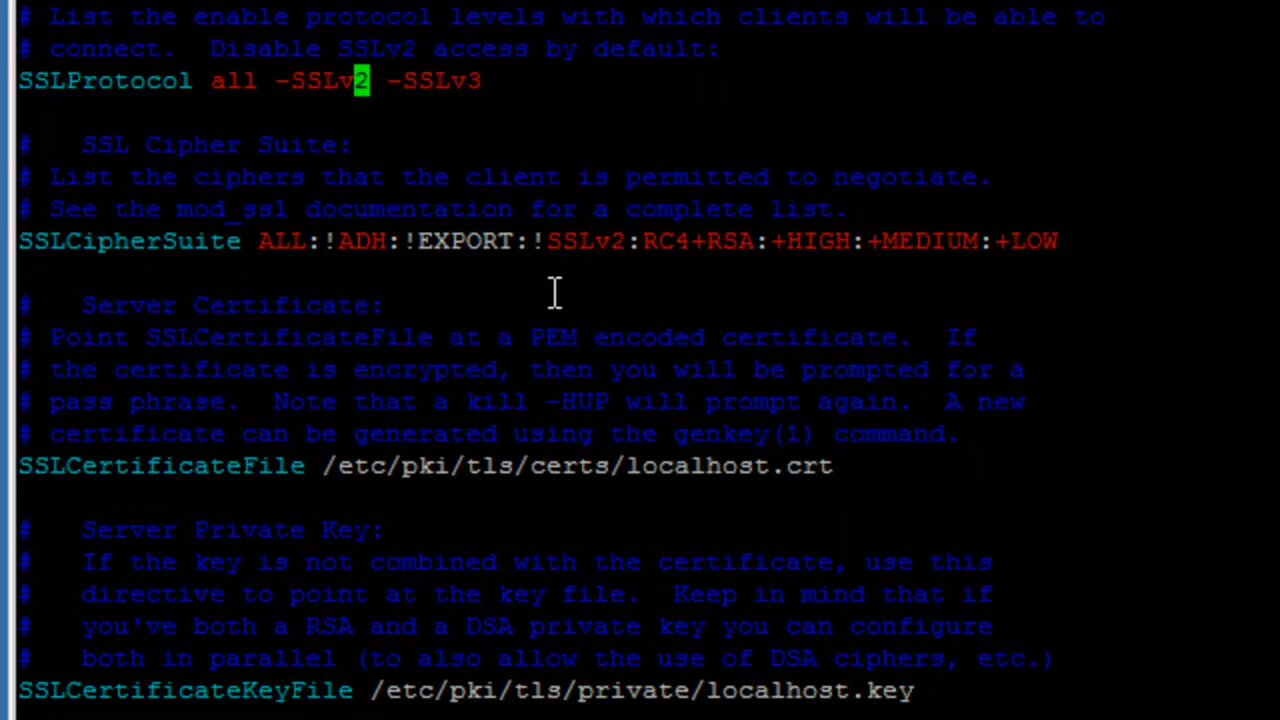 # List the enable protocol levels with which clients will be able to
# connect.  Disable SSLv2 access by default:
SSLProtocol all -SSLv2 -SSLv3
#   SSL Cipher Suite:
# List the ciphers that the client is permitted to negotiate.
# See the mod_ssl documentation for a complete list.
SSLCipherSuite ALL:!ADH:!EXPORT:!SSLv2:RC4+RSA:+HIGH:+MEDIUM:+LOW
#   Server Certificate:
# Point SSLCertificateFile at a PEM encoded certificate.  If
# the certificate is encrypted, then you will be prompted for a
# pass phrase.  Note that a kill -HUP will prompt again.  A new
# certificate can be generated using the genkey(1) command.
SSLCertificateFile /etc/pki/tls/certs/localhost.crt
#   Server Private Key:
#   If the key is not combined with the certificate, use this
#   directive to point at the key file.  Keep in mind that if
#   you've both a RSA and a DSA private key you can configure
#   both in parallel (to also allow the use of DSA ciphers, etc.)
SSLCertificateKeyFile /etc/pki/tls/private/localhost.key